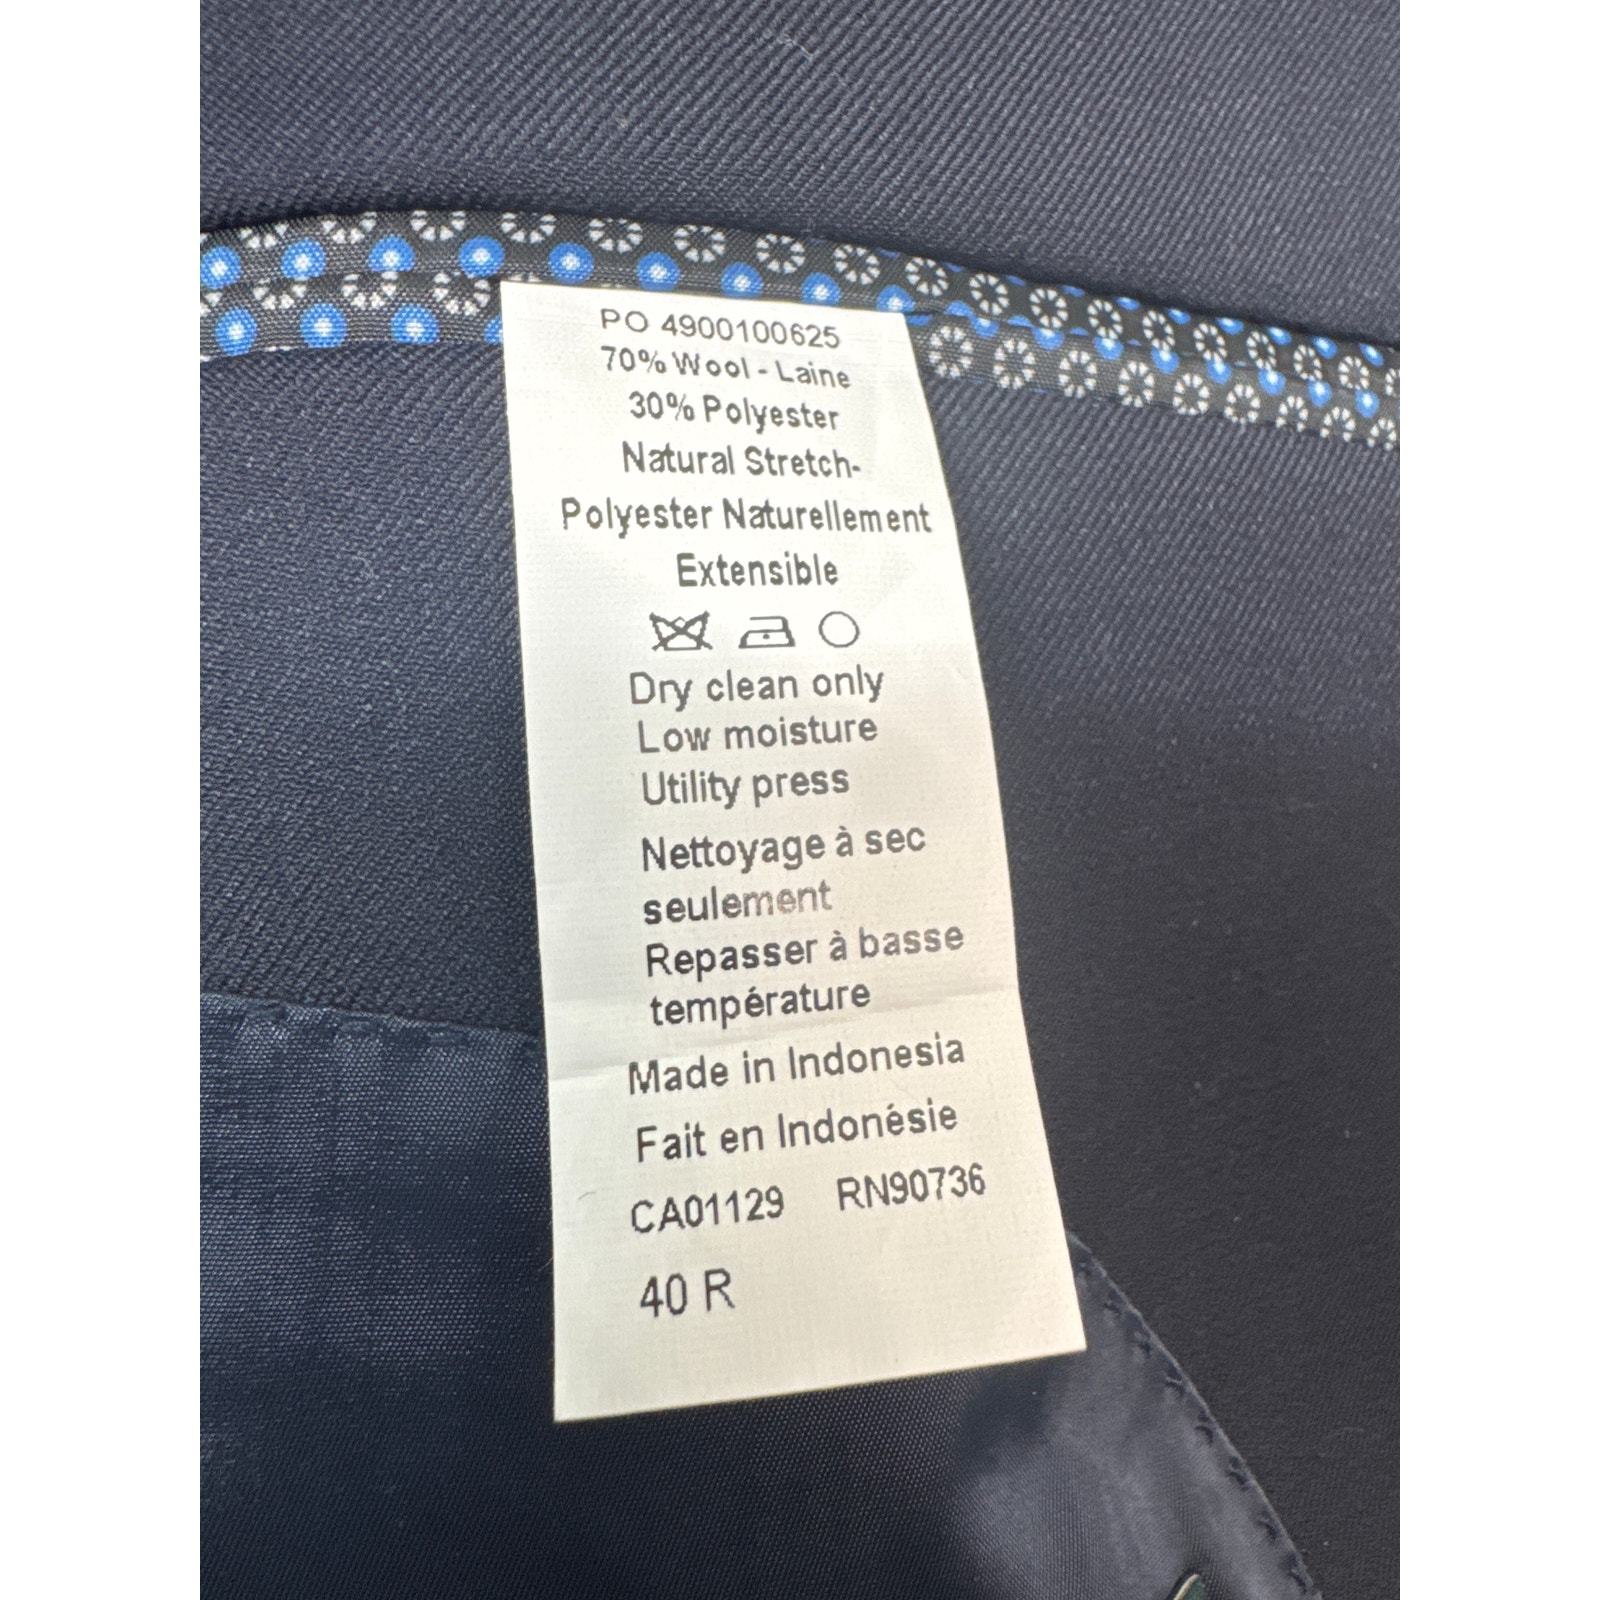 PO 4900100625
70% Wool - Laine
30% Polyester
Natural Stretch-
Polyester Naturellement
Extensible
Dry clean only
Low moisture
Utility press
Nettoyage à sec
seulement
Repasser à basse
température
Made in Indonesia
Fait en Indonésie
CA01129 RN90736
40 R